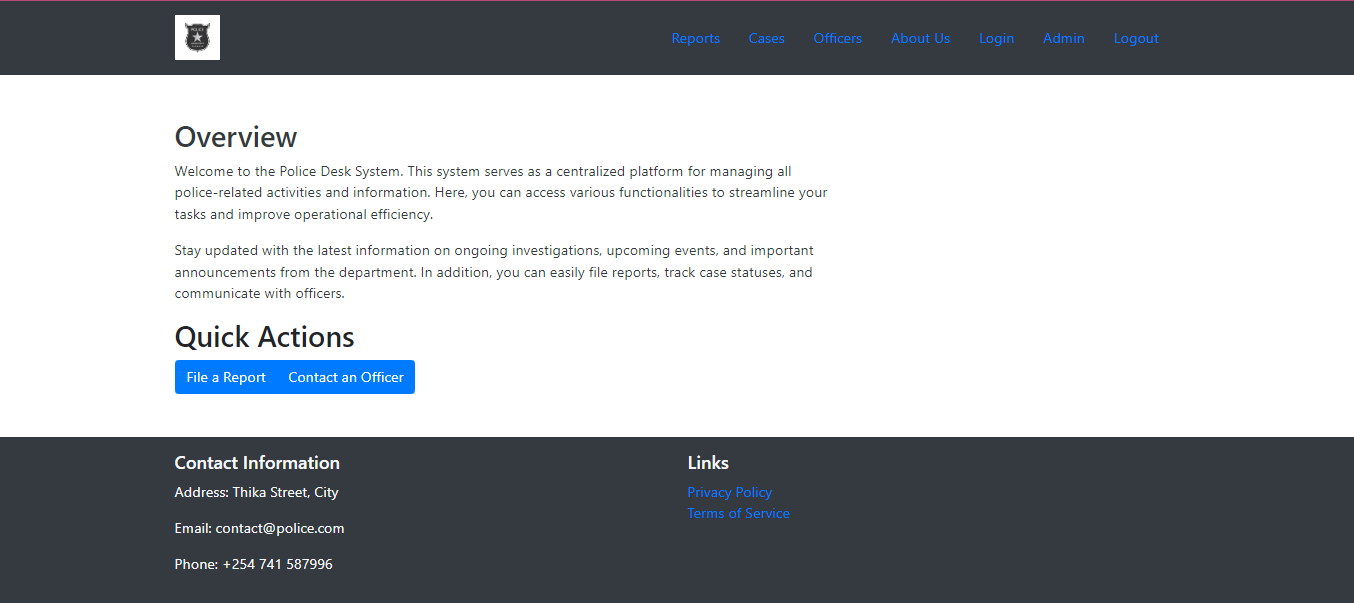 POLICE
Reports Cases Officers About Us Login Admin Logout
Overview
Welcome to the Police Desk System. This system serves as a centralized platform for managing all
police-related activities and information. Here, you can access various functionalities to streamline your
tasks and improve operational efficiency.
Stay updated with the latest information on ongoing investigations, upcoming events, and important
announcements from the department. In addition, you can easily file reports, track case statuses, and
communicate with officers.
Quick Actions
File a Report Contact an Officer
Contact Information
Address: Thika Street, City
Email: contact@police.com
Phone: +254 741 587996
Links
Privacy Policy
Terms of Service